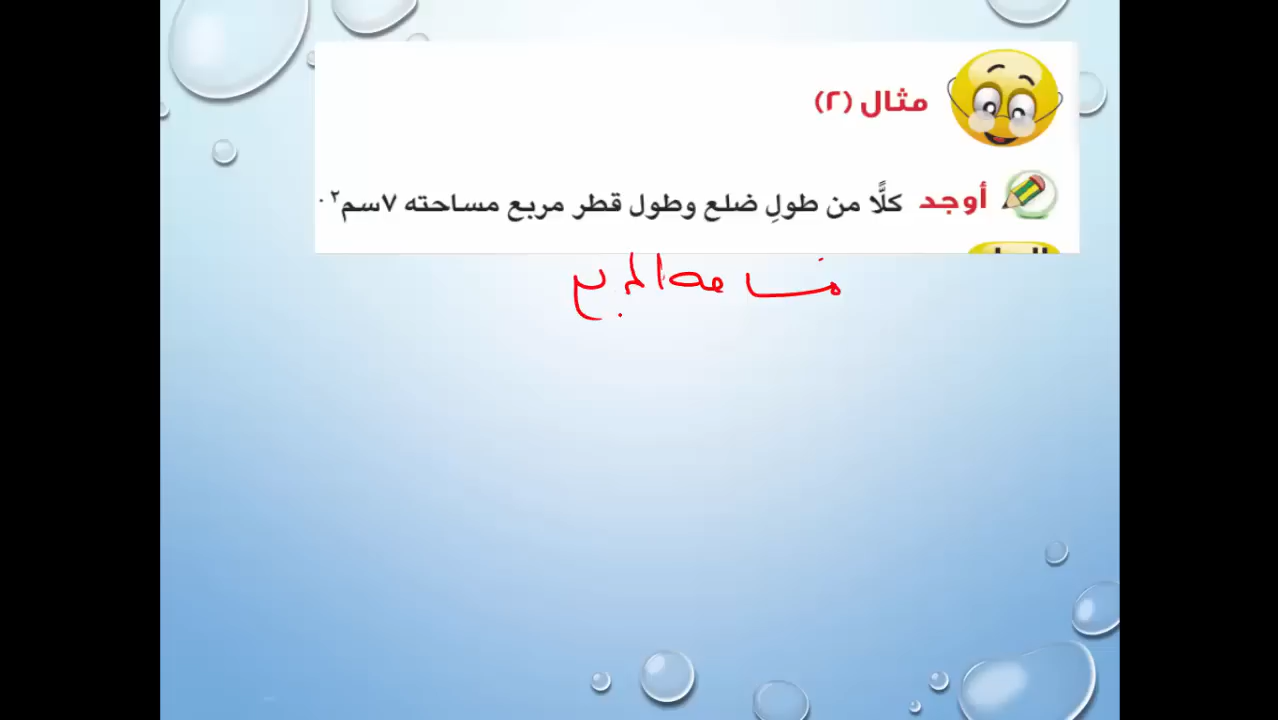 مثال (٢)
أوجد كلًّا من طولِ ضلع وطول قطر مربع مساحته ٧سم٢ .
مساحة المربع